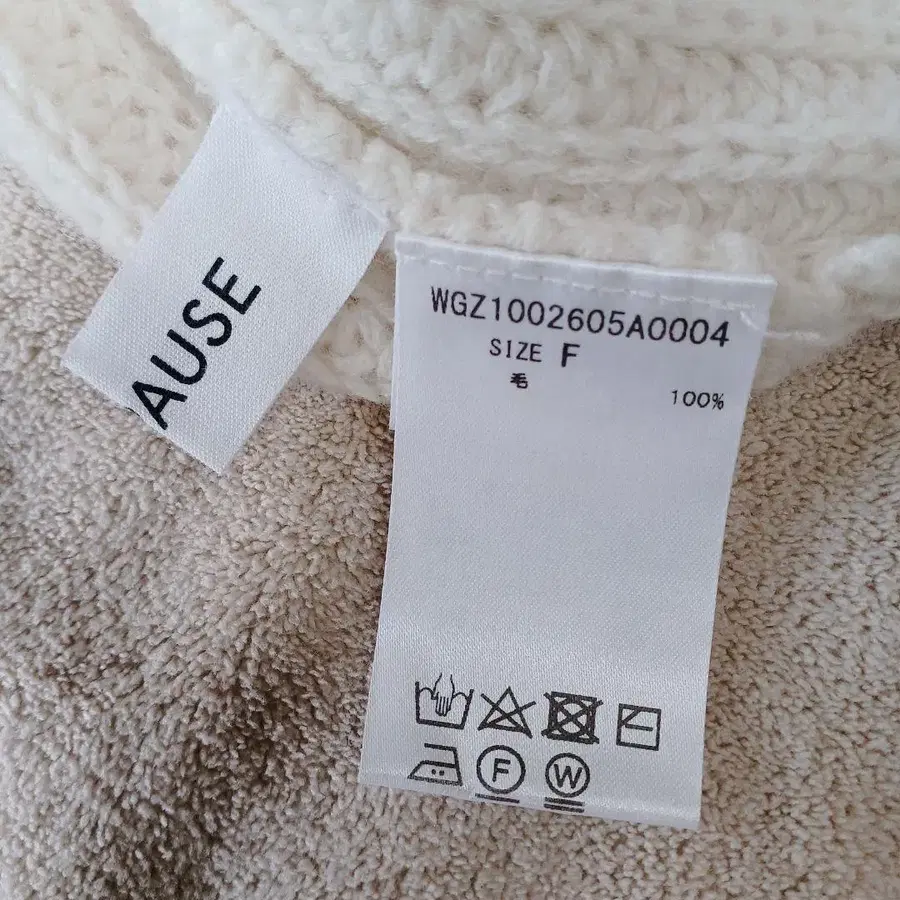 AUSE
WGZ1002605A0004
SIZE F
毛 100%
F W